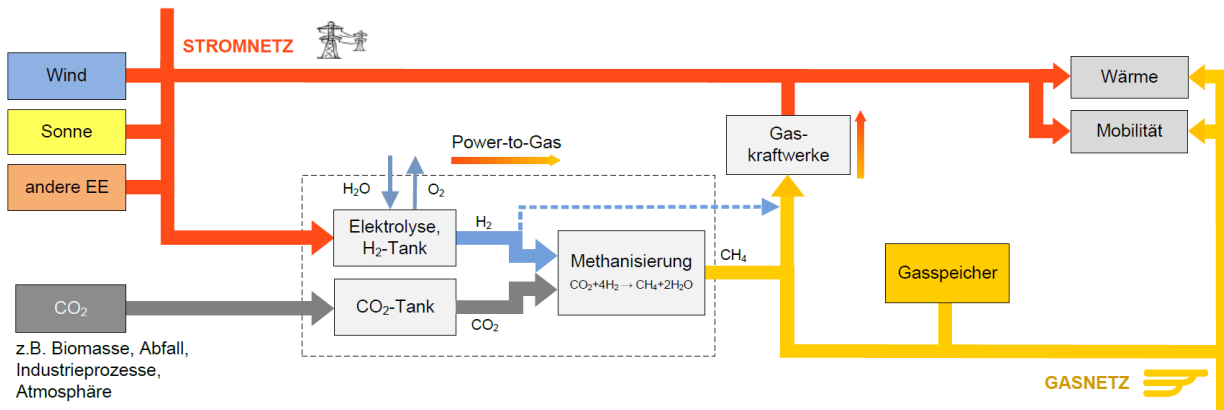 STROMNETZ
Wind
Sonne
andere EE
Power-to-Gas
H₂O
O₂
Elektrolyse,
H₂-Tank
H₂
CO₂
z.B. Biomasse, Abfall,
Industrieprozesse,
Atmosphäre
CO₂-Tank
CO₂
Methanisierung
CO₂+4H₂ → CH₄+2H₂O
CH₄
Gas-
kraftwerke
Wärme
Mobilität
Gasspeicher
GASNETZ